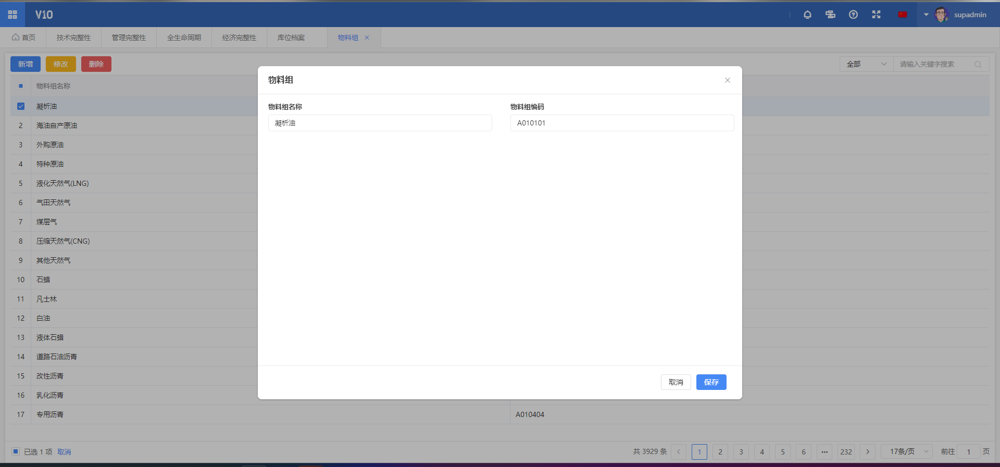 V10
supadmin
首页
技术完整性
管理完整性
全生命周期
经济完整性
库位档案
物料组
新增
修改
删除
全部
请输入关键字搜索
物料组名称
凝析油
2 海油自产原油
3 外购原油
4 特种原油
5 液化天然气(LNG)
6 气田天然气
7 煤层气
8 压缩天然气(CNG)
9 其他天然气
10 石蜡
11 凡士林
12 白油
13 液体石蜡
14 道路石油沥青
15 改性沥青
16 乳化沥青
17 专用沥青 A010404
物料组
物料组名称
凝析油
物料组编码
A010101
取消
保存
已选 1 项 取消
共 3929 条
1 2 3 4 5 6 ••• 232
17条/页
前往 1 页